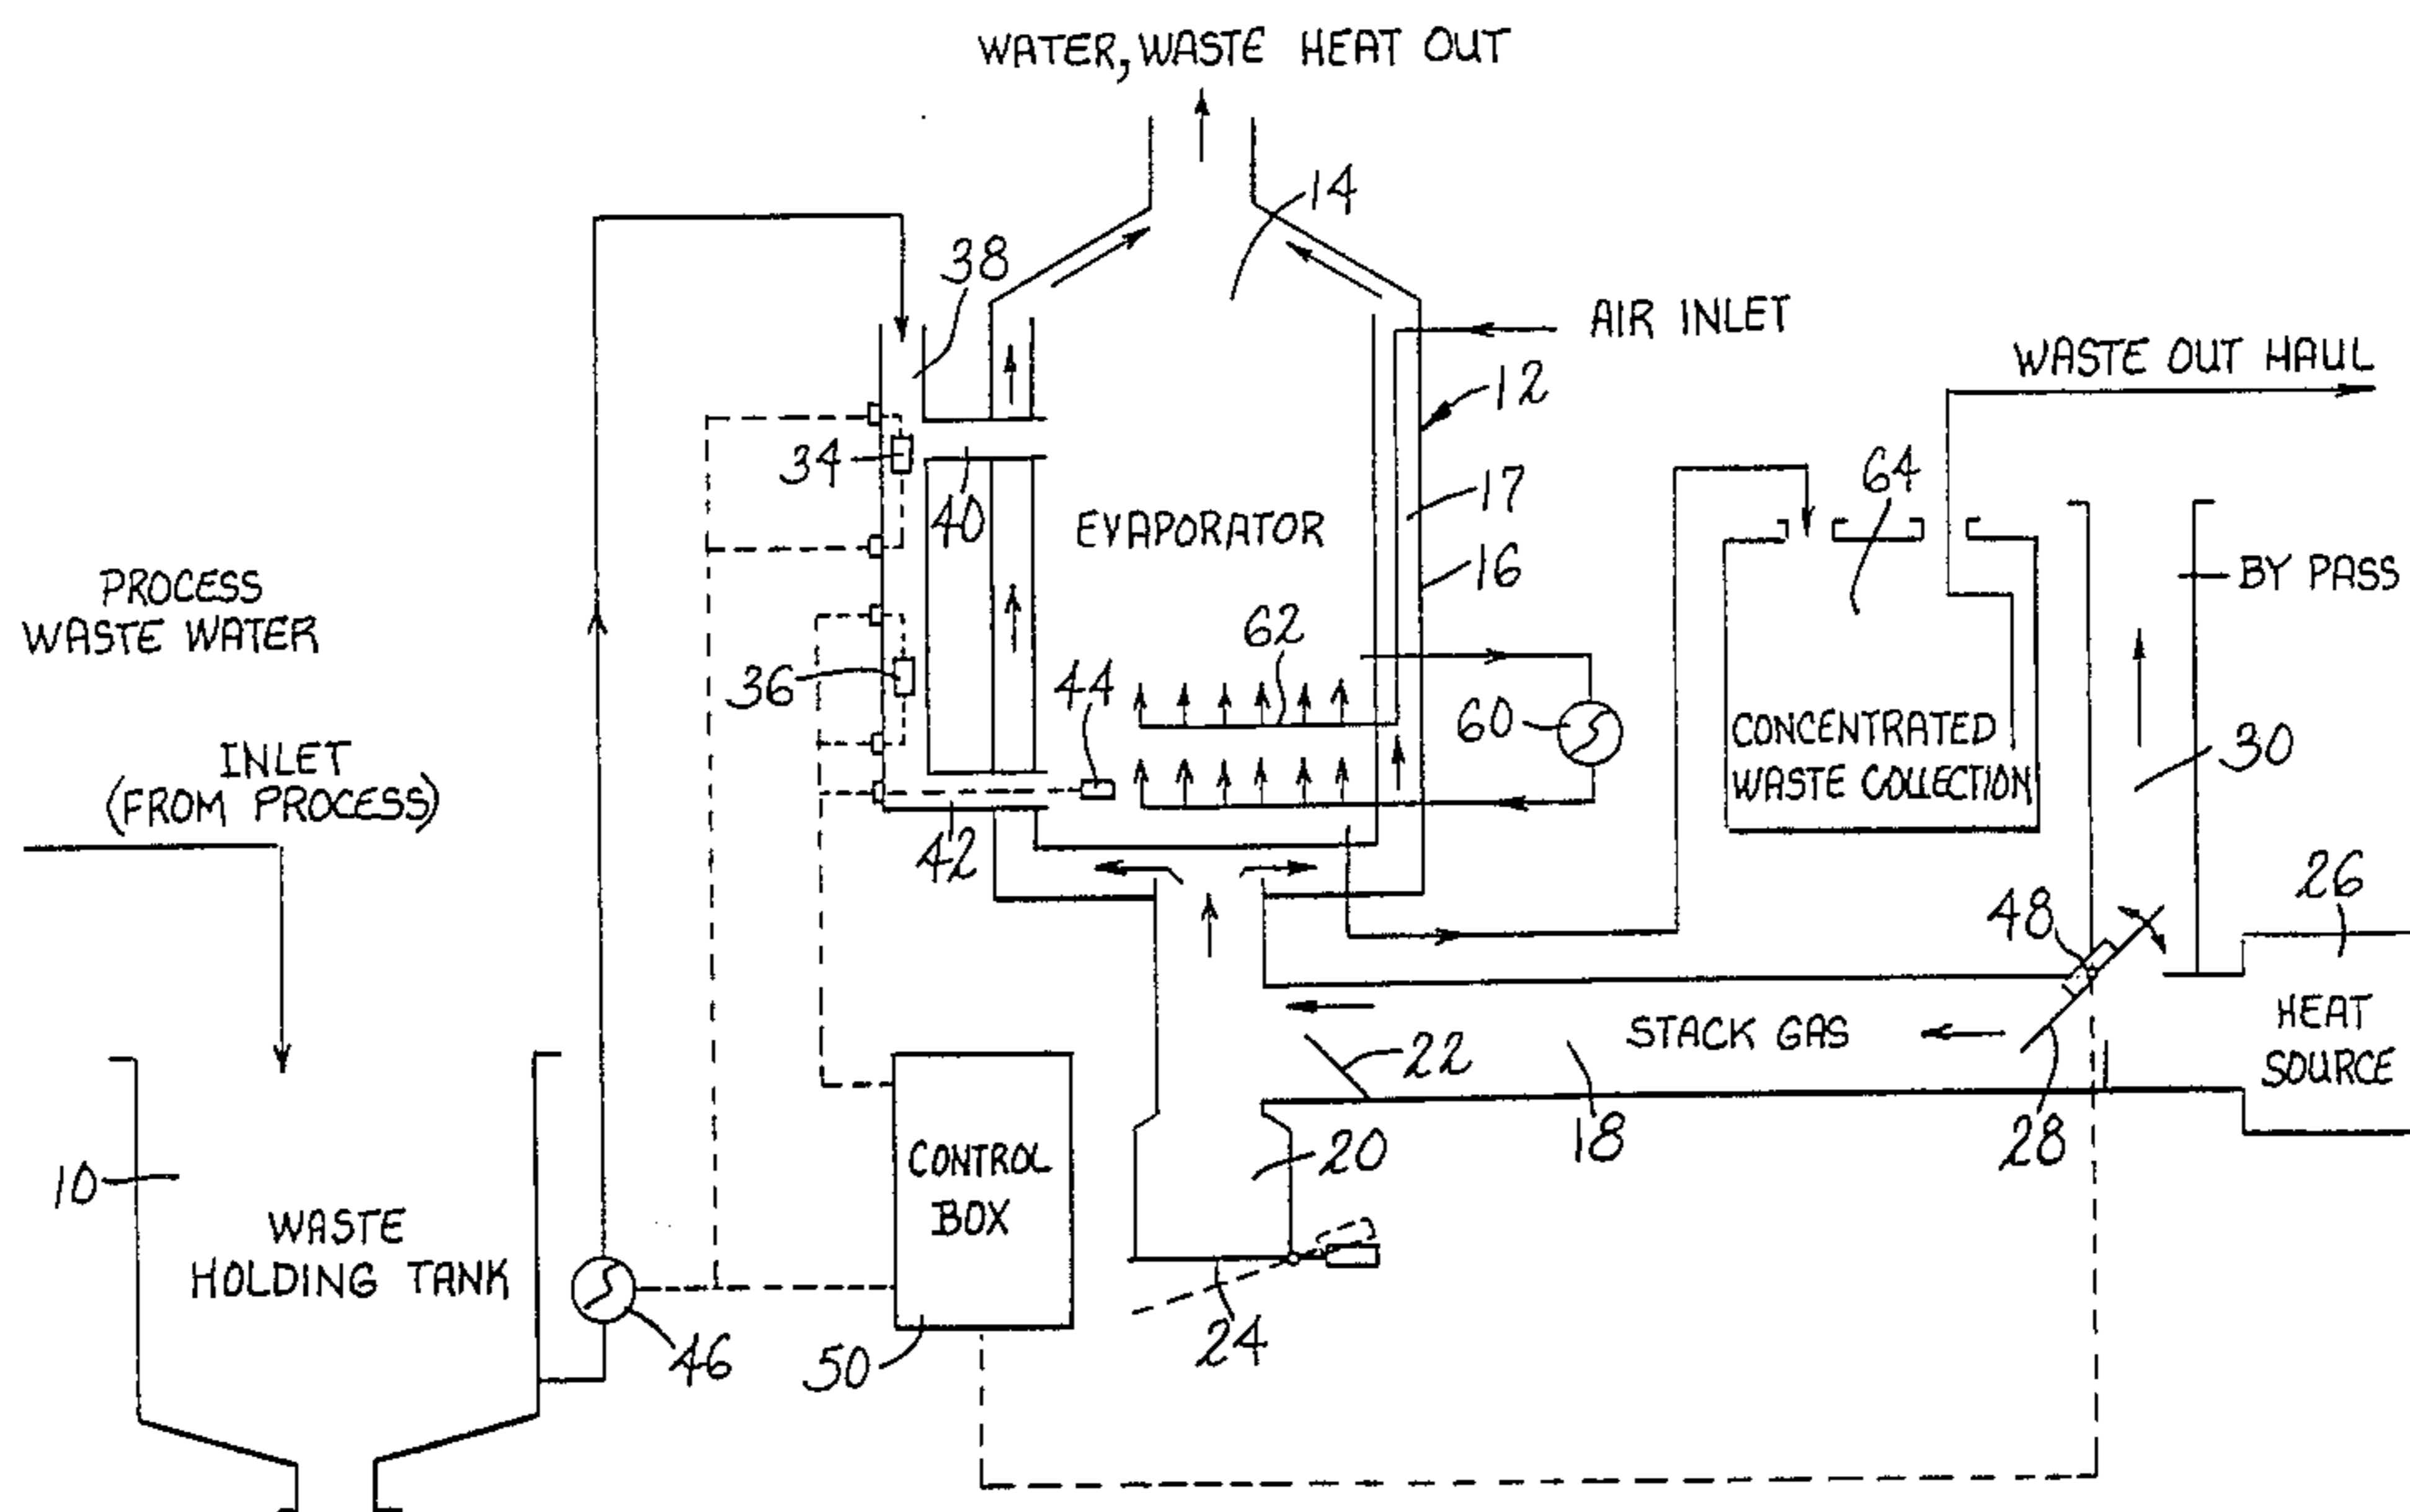 WATER, WASTE HEAT OUT
14
38
AIR INLET
WASTE OUT HAUL
12
34
64
17
40
EVAPORATOR
16
BY PASS
PROCESS
WASTE WATER
62
36
44
60
CONCENTRATED
WASTE COLLECTION
30
INLET
(FROM PROCESS)
42
26
48
HEAT
SOURCE
STACK GAS
22
18
28
10
CONTROL
BOX
20
WASTE
HOLDING TANK
46
50
24